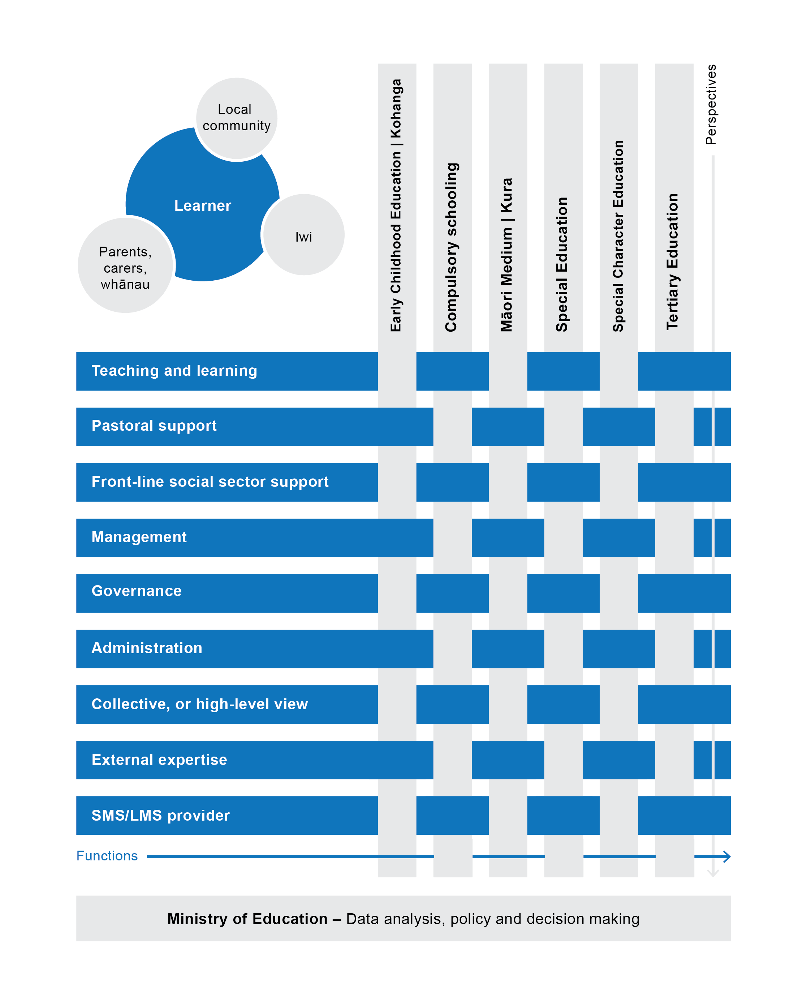 Local
community
Learner
Iwi
Parents,
carers,
whānau
Early Childhood Education | Kohanga
Compulsory schooling
Māori Medium | Kura
Special Education
Special Character Education
Tertiary Education
Perspectives
Teaching and learning
Pastoral support
Front-line social sector support
Management
Governance
Administration
Collective, or high-level view
External expertise
SMS/LMS provider
Functions
Ministry of Education – Data analysis, policy and decision making